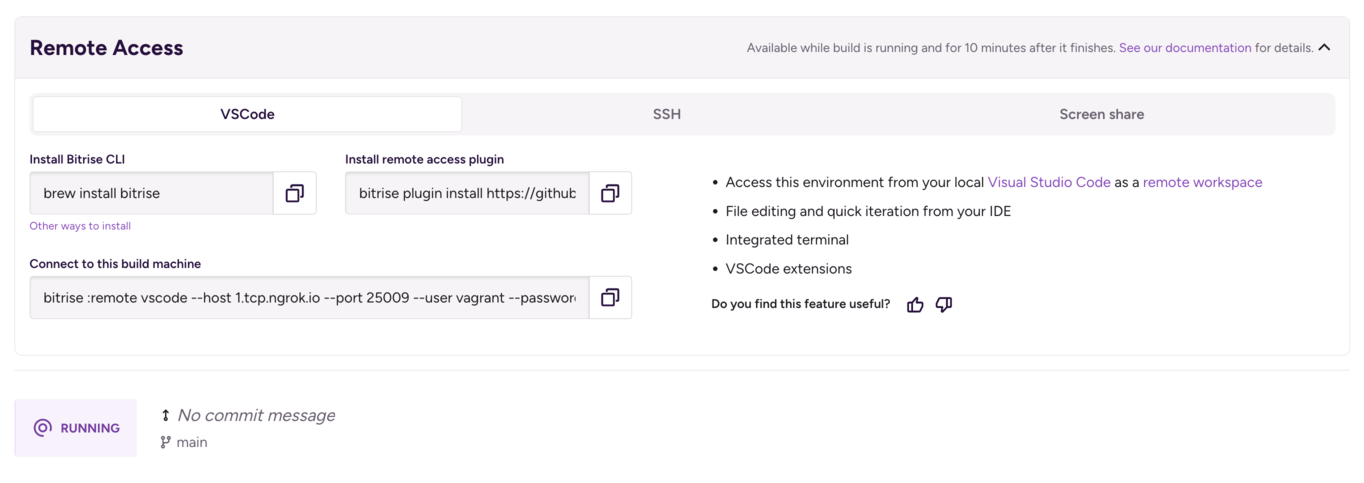 Remote Access
Available while build is running and for 10 minutes after it finishes. See our documentation for details.
VSCode
SSH
Screen share
Install Bitrise CLI
brew install bitrise
Other ways to install
Install remote access plugin
bitrise plugin install https://github
Connect to this build machine
bitrise :remote vscode --host 1.tcp.ngrok.io --port 25009 --user vagrant --password
• Access this environment from your local Visual Studio Code as a remote workspace
• File editing and quick iteration from your IDE
• Integrated terminal
• VSCode extensions
Do you find this feature useful?
RUNNING
No commit message
main